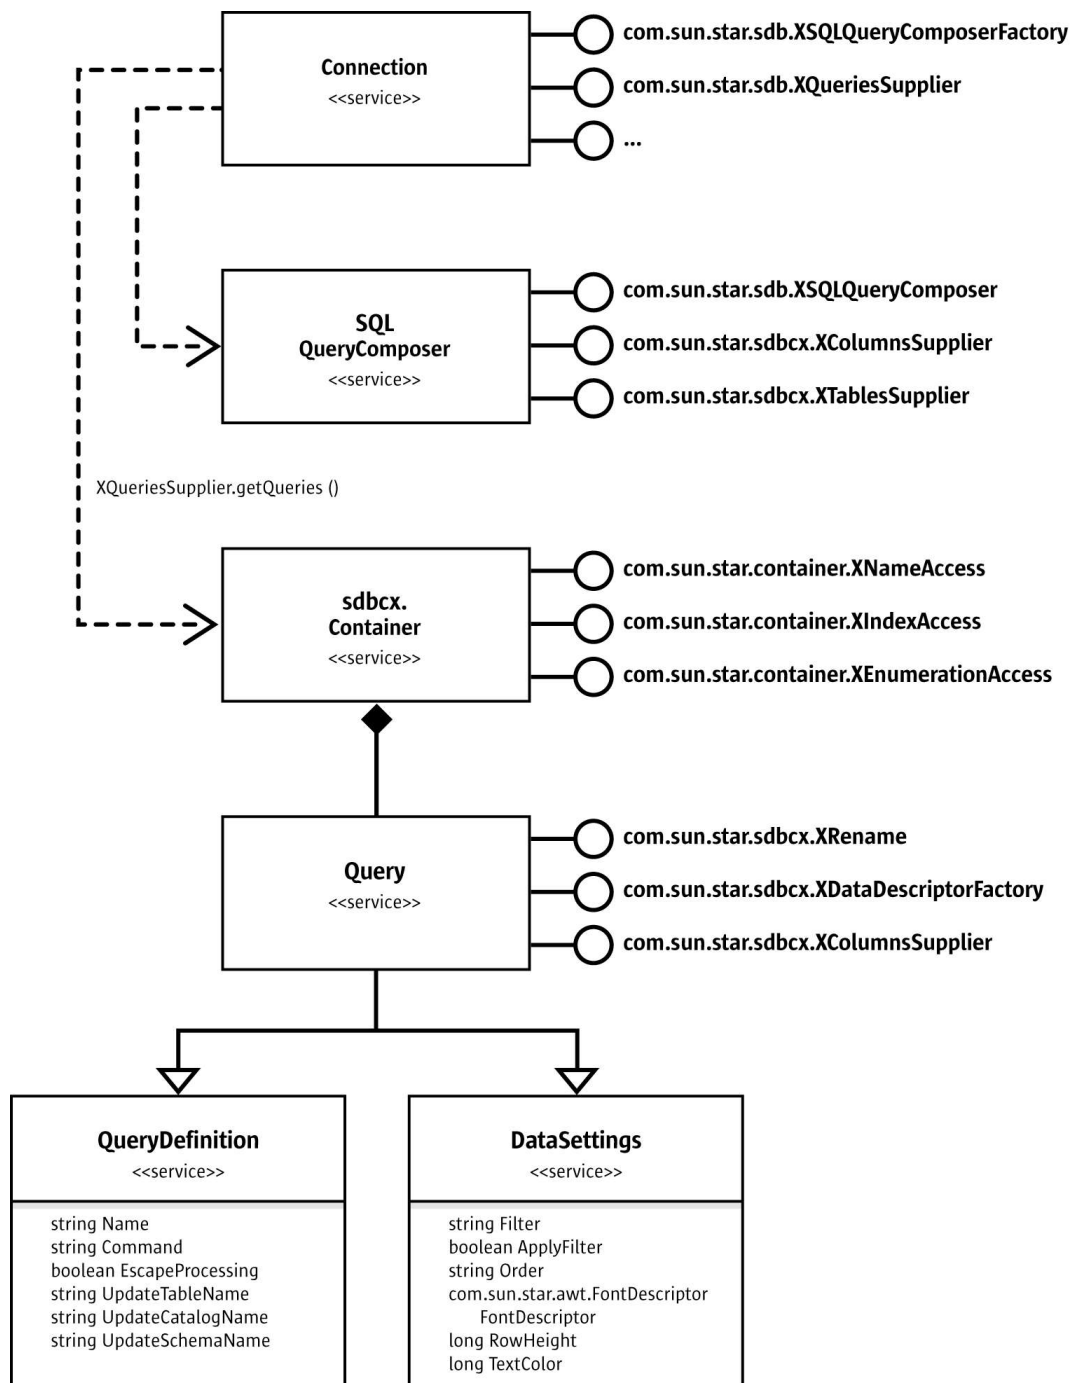 Connection
<<service>>
com.sun.star.sdb.XSQLQueryComposerFactory
com.sun.star.sdb.XQueriesSupplier
...
SQL
QueryComposer
<<service>>
com.sun.star.sdb.XSQLQueryComposer
com.sun.star.sdbcx.XColumnsSupplier
com.sun.star.sdbcx.XTablesSupplier
XQueriesSupplier.getQueries ()
sdbcx.
Container
<<service>>
com.sun.star.container.XNameAccess
com.sun.star.container.XIndexAccess
com.sun.star.container.XEnumerationAccess
Query
<<service>>
com.sun.star.sdbcx.XRename
com.sun.star.sdbcx.XDataDescriptorFactory
com.sun.star.sdbcx.XColumnsSupplier
QueryDefinition
<<service>>
string Name
string Command
boolean EscapeProcessing
string UpdateTableName
string UpdateCatalogName
string UpdateSchemaName
DataSettings
<<service>>
string Filter
boolean ApplyFilter
string Order
com.sun.star.awt.FontDescriptor
FontDescriptor
long RowHeight
long TextColor